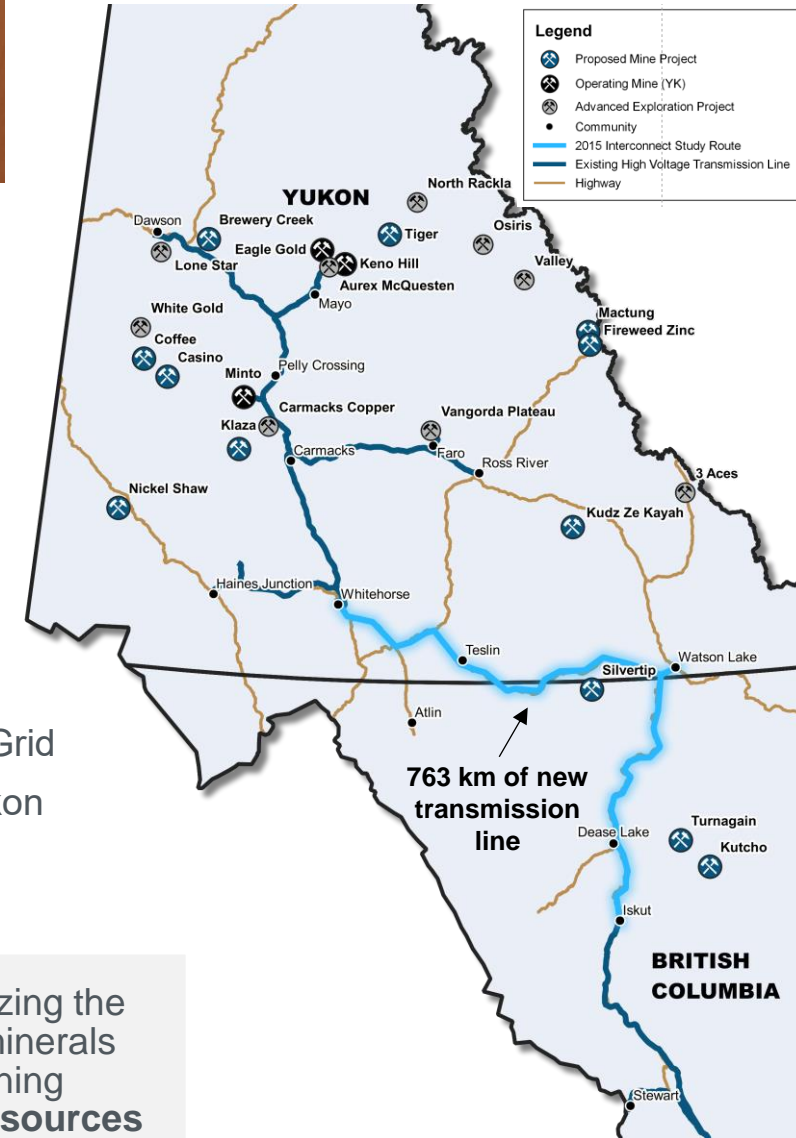 Legend
Proposed Mine Project
Operating Mine (YK)
Advanced Exploration Project
Community
2015 Interconnect Study Route
Existing High Voltage Transmission Line
Highway
YUKON
North Rackla
Dawson
Brewery Creek
Tiger
Osiris
Eagle Gold
Keno Hill
Lone Star
Valley
Aurex McQuesten
Mayo
White Gold
Mactung
Fireweed Zinc
Coffee
Casino
Pelly Crossing
Minto
Carmacks Copper
Vangorda Plateau
Klaza
Carmacks
Faro
Ross River
3 Aces
Nickel Shaw
Kudz Ze Kayah
Haines Junction
Whitehorse
Teslin
Watson Lake
Silvertip
Atlin
Grid
kon
763 km of new
transmission
line
Turnagain
Dease Lake
Kutcho
Iskut
BRITISH
COLUMBIA
zing the
minerals
ning
sources
Stewart